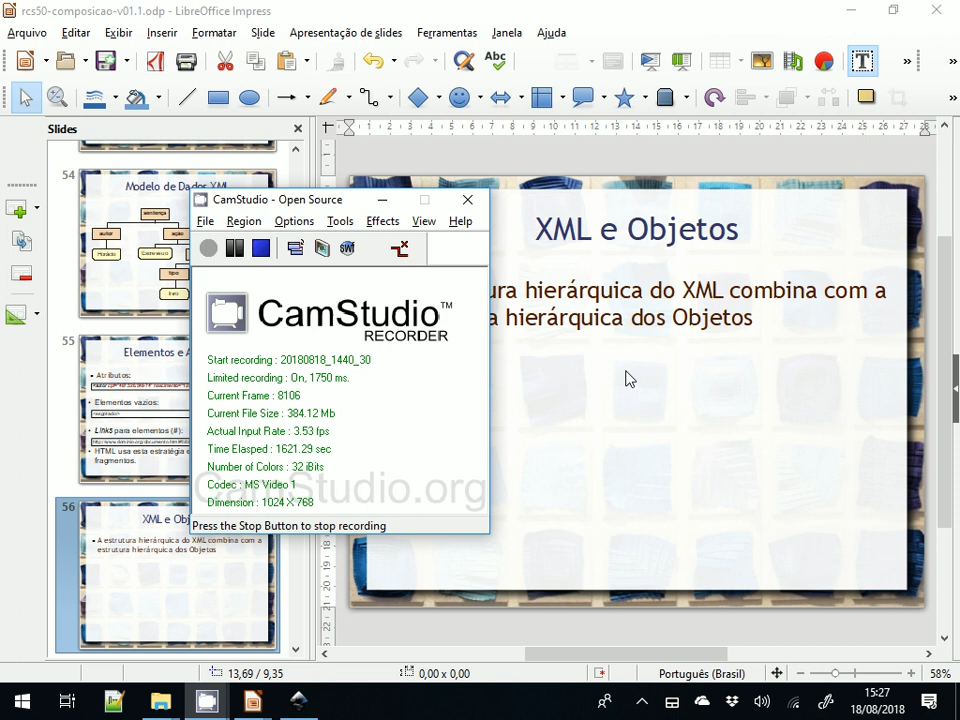 rcs50-composicao-v01.1.odp - LibreOffice Impress
Arquivo Editar Exibir Inserir Formatar Slide Apresentação de slides Ferramentas Janela Ajuda
Slides
54
Modelo de Dados XML
sentença
autor
ação
Horácio
tipo
55
Elementos e A
• Atributos:
• Elementos vazios:
• Links para elementos (#):
• HTML usa esta estratégia e
fragmentos.
56
XML e Obj
• A estrutura hierárquica do XML combina com a
estrutura hierárquica dos Objetos
CamStudio - Open Source
File Region Options Tools Effects View Help
CamStudio™
RECORDER
Start recording : 20180818_1440_30
Limited recording : On, 1750 ms.
Current Frame : 8106
Current File Size : 384.12 Mb
Actual Input Rate : 3.53 fps
Time Elasped : 1621.29 sec
Number of Colors : 32 iBits
Codec : MS Video 1
Dimension : 1024 X 768
CamStudio.org
Press the Stop Button to stop recording
XML e Objetos
ura hierárquica do XML combina com a
a hierárquica dos Objetos
13,69 / 9,35
0,00 x 0,00
Português (Brasil)
58%
15:27
18/08/2018